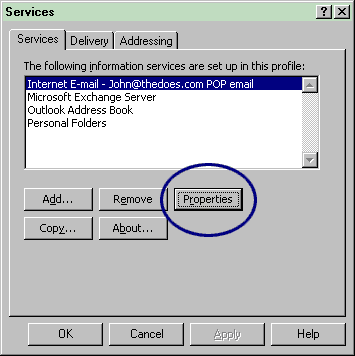 Services
Services Delivery Addressing
The following information services are set up in this profile:
Internet E-mail - John@thedoes.com POP email
Microsoft Exchange Server
Outlook Address Book
Personal Folders
Add... Remove Properties
Copy... About...
OK Cancel Apply Help